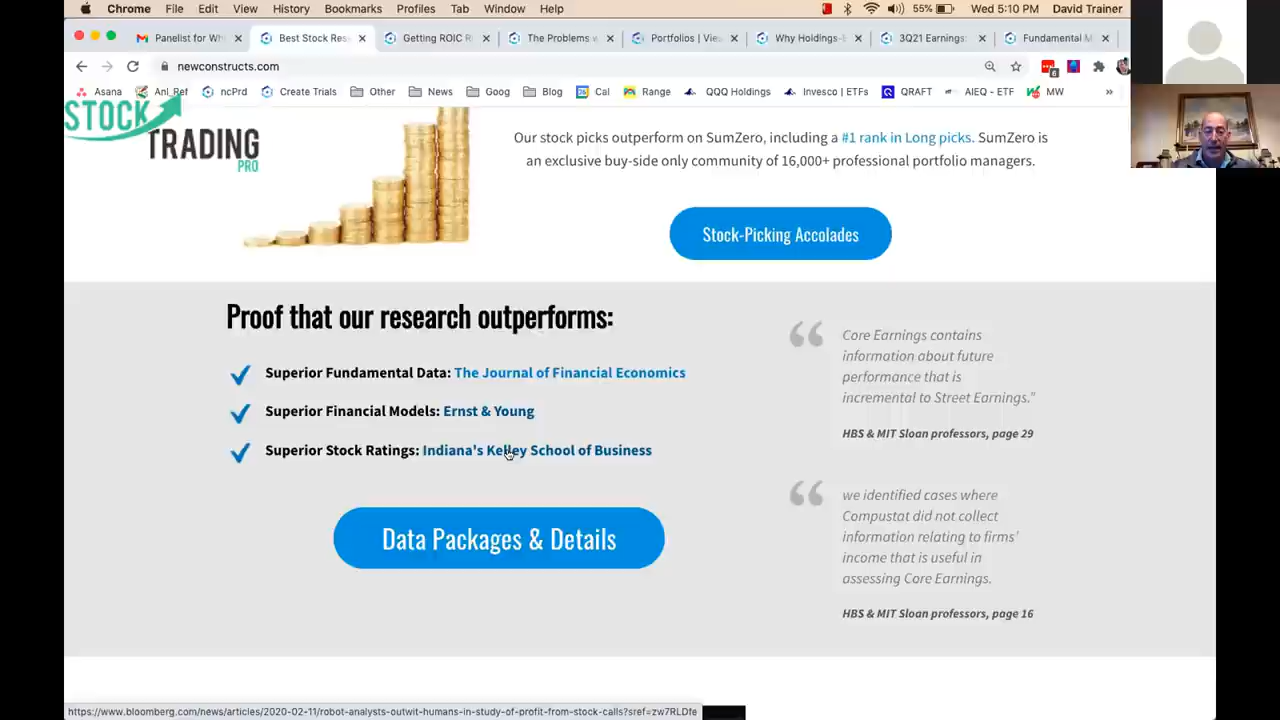 Chrome File Edit View History Bookmarks Profiles Tab Window Help 55% Wed 5:10 PM David Trainer
Panelist for Wh Best Stock Res Getting ROIC R The Problems w Portfolios | Vie Why Holdings- 3Q21 Earnings: Fundamental M
newconstructs.com
6
Asana Anl_Ref ncPrd Create Trials Other News Goog Blog Cal Range QQQ Holdings Invesco | ETFs QRAFT AIEQ - ETF MW »
STOCK
TRADING
PRO
Our stock picks outperform on SumZero, including a #1 rank in Long picks. SumZero is
an exclusive buy-side only community of 16,000+ professional portfolio managers.
Stock-Picking Accolades
Proof that our research outperforms:
Superior Fundamental Data: The Journal of Financial Economics
Superior Financial Models: Ernst & Young
Superior Stock Ratings: Indiana's Kelley School of Business
Data Packages & Details
Core Earnings contains
information about future
performance that is
incremental to Street Earnings."
HBS & MIT Sloan professors, page 29
we identified cases where
Compustat did not collect
information relating to firms'
income that is useful in
assessing Core Earnings.
HBS & MIT Sloan professors, page 16
https://www.bloomberg.com/news/articles/2020-02-11/robot-analysts-outwit-humans-in-study-of-profit-from-stock-calls?sref=zw7RLDfe